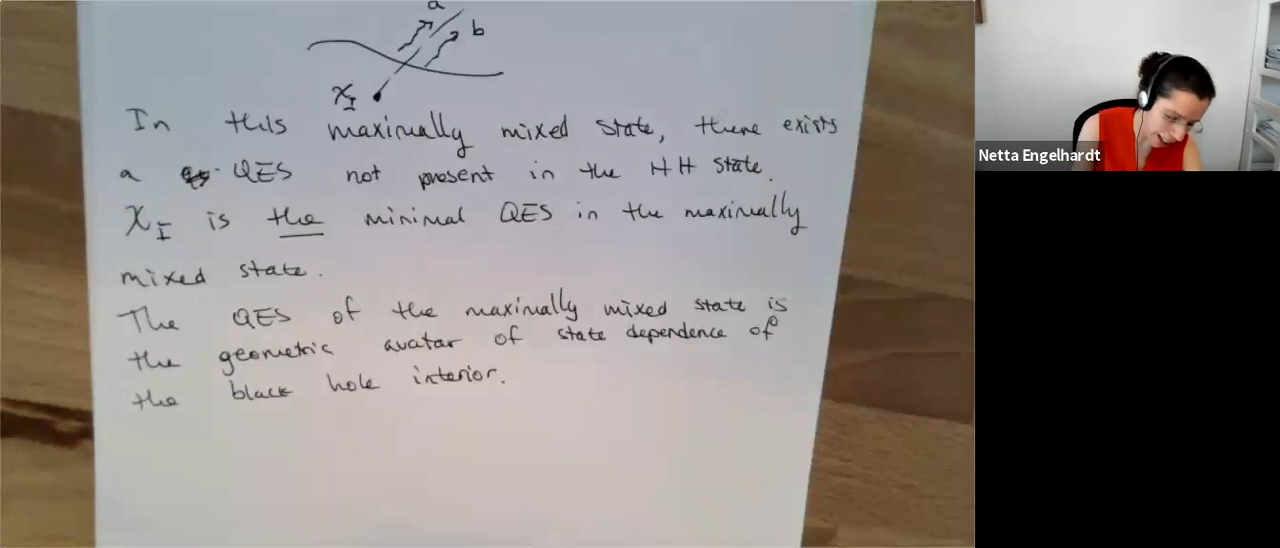 a
b
χ_I
In this maximally mixed state, there exists
a QES not present in the HH state.
χ_I is the minimal QES in the maximally
mixed state.
The QES of the maximally mixed state is
the geometric avatar of state dependence of
the black hole interior.
Netta Engelhardt